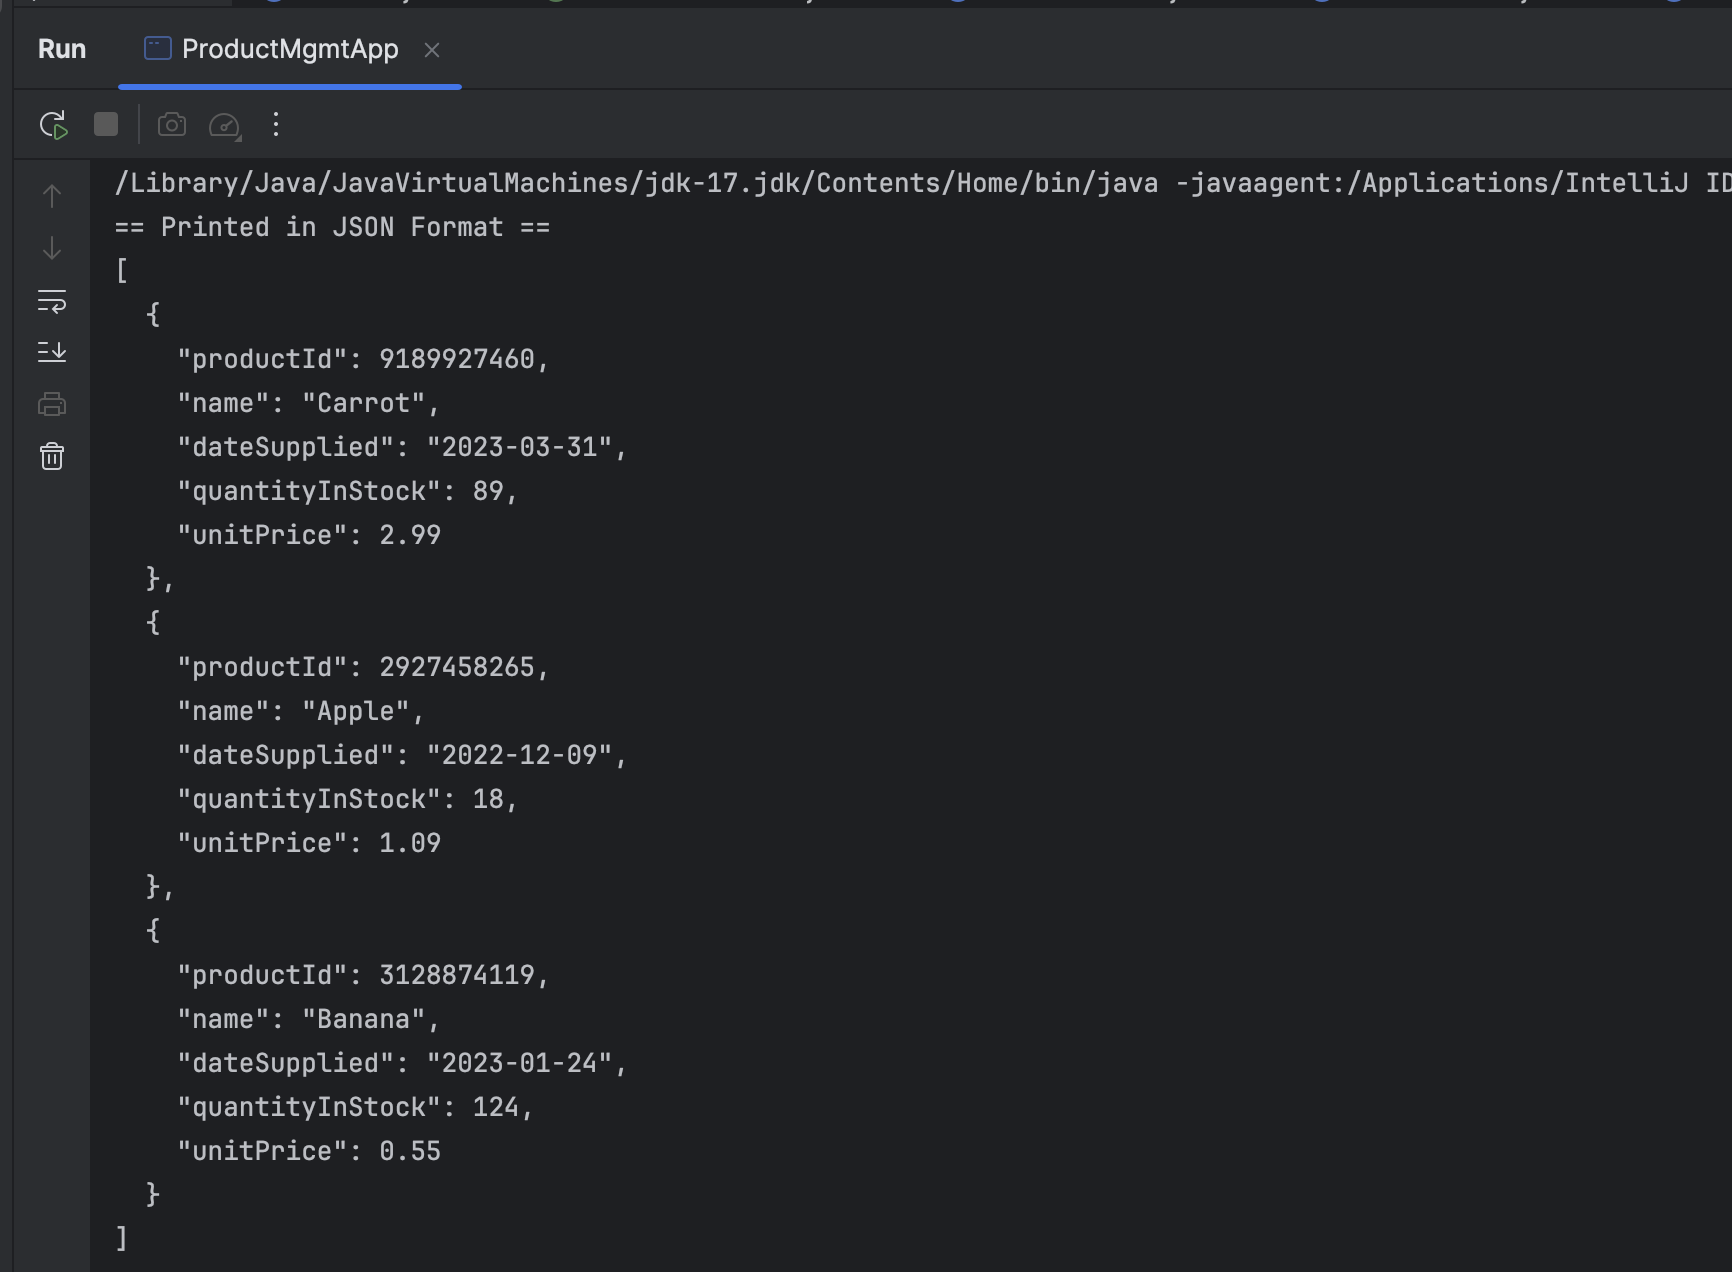 Run ProductMgmtApp
/Library/Java/JavaVirtualMachines/jdk-17.jdk/Contents/Home/bin/java -javaagent:/Applications/IntelliJ ID
== Printed in JSON Format ==
[
  {
    "productId": 9189927460,
    "name": "Carrot",
    "dateSupplied": "2023-03-31",
    "quantityInStock": 89,
    "unitPrice": 2.99
  },
  {
    "productId": 2927458265,
    "name": "Apple",
    "dateSupplied": "2022-12-09",
    "quantityInStock": 18,
    "unitPrice": 1.09
  },
  {
    "productId": 3128874119,
    "name": "Banana",
    "dateSupplied": "2023-01-24",
    "quantityInStock": 124,
    "unitPrice": 0.55
  }
]